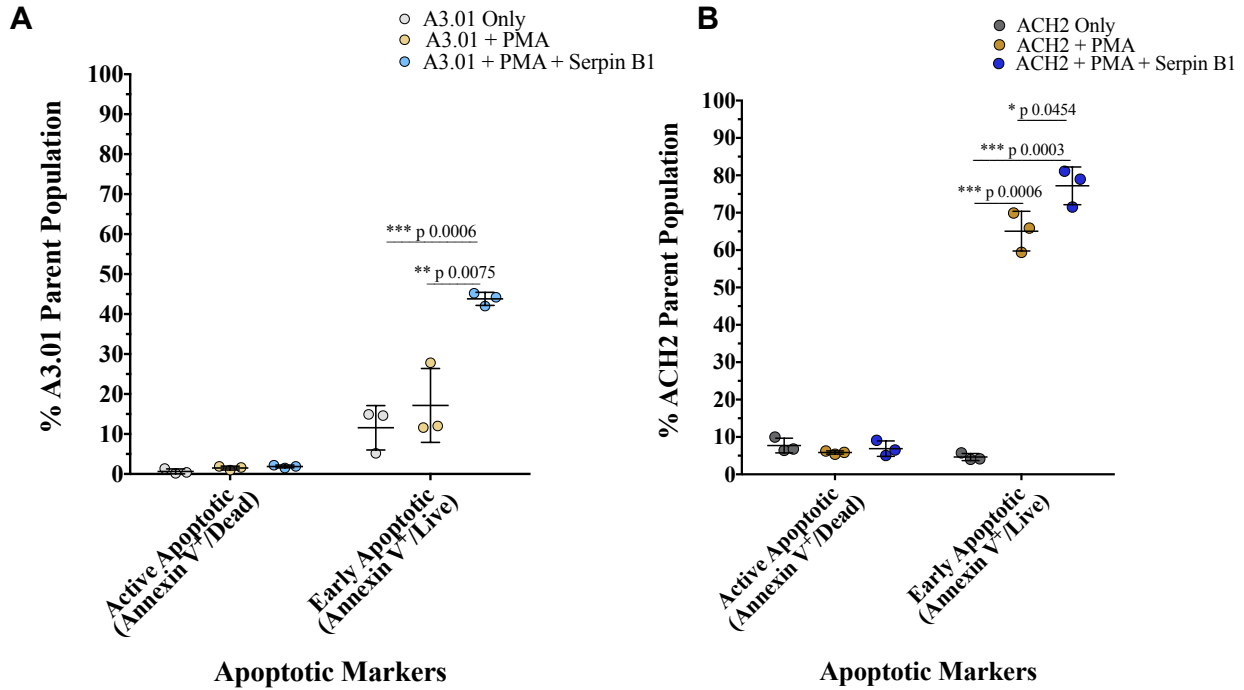 A
A3.01 Only
A3.01 + PMA
A3.01 + PMA + Serpin B1
% A3.01 Parent Population
100
90
80
70
60
50
40
30
20
10
0
*** p 0.0006
** p 0.0075
Active Apoptotic
(Annexin V+/Dead)
Early Apoptotic
(Annexin V+/Live)
Apoptotic Markers
B
ACH2 Only
ACH2 + PMA
ACH2 + PMA + Serpin B1
% ACH2 Parent Population
100
90
80
70
60
50
40
30
20
10
0
* p 0.0454
*** p 0.0003
*** p 0.0006
Active Apoptotic
(Annexin V+/Dead)
Early Apoptotic
(Annexin V+/Live)
Apoptotic Markers